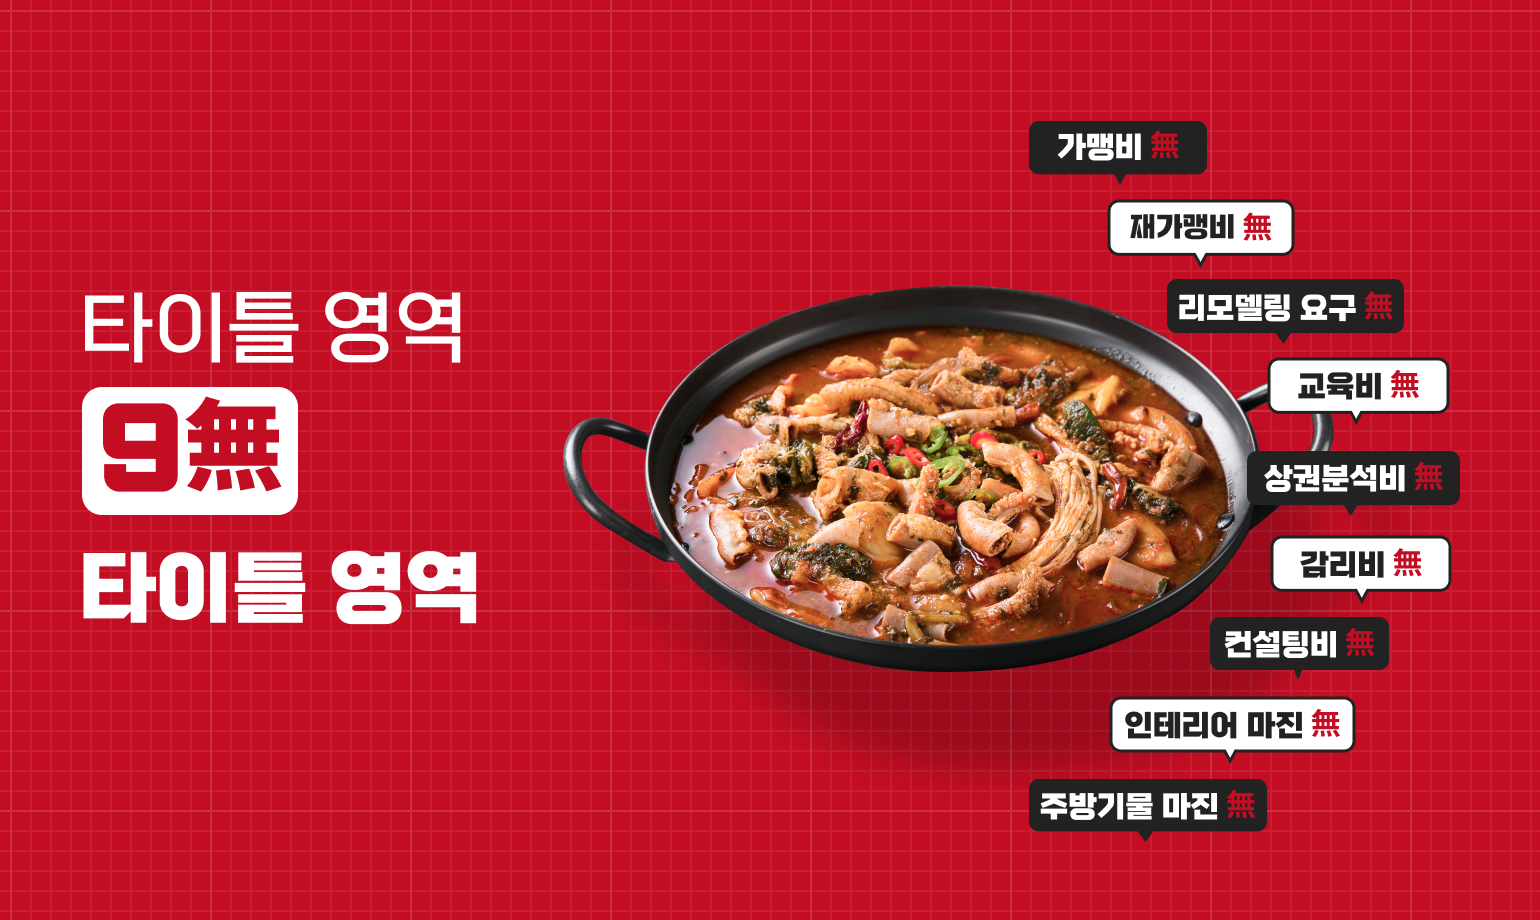 타이틀 영역
9無
타이틀 영역
가맹비 無
재가맹비 無
리모델링 요구 無
교육비 無
상권분석비 無
감리비 無
컨설팅비 無
인테리어 마진 無
주방기물 마진 無